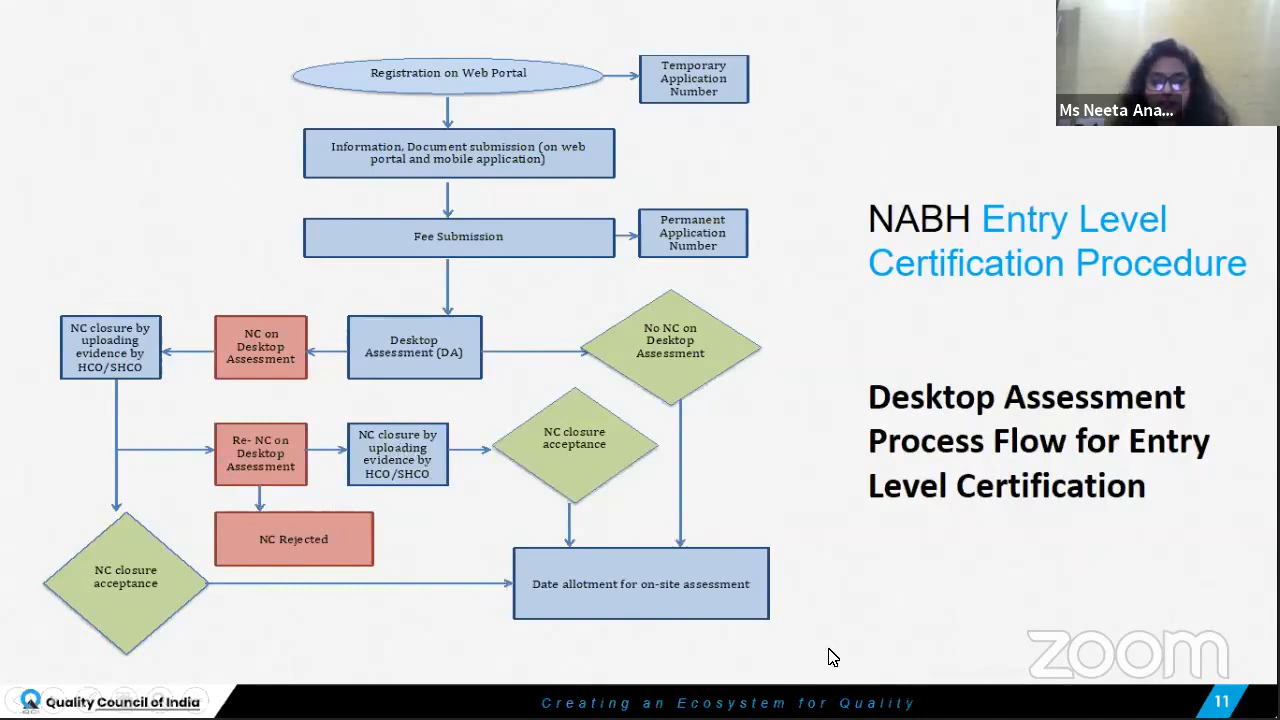 Registration on Web Portal
Temporary
Application
Number
Ms Neeta Ana...
Information, Document submission (on web
portal and mobile application)
Fee Submission
Permanent
Application
Number
NABH Entry Level
Certification Procedure
NC closure by
uploading
evidence by
HCO/SHCO
NC on
Desktop
Assessment
Desktop
Assessment (DA)
No NC on
Desktop
Assessment
Desktop Assessment
Process Flow for Entry
Level Certification
Re- NC on
Desktop
Assessment
NC closure by
uploading
evidence by
HCO/SHCO
NC closure
acceptance
NC Rejected
NC closure
acceptance
Date allotment for on-site assessment
zoom
Quality Council of India
Creating an Ecosystem for Quality
11